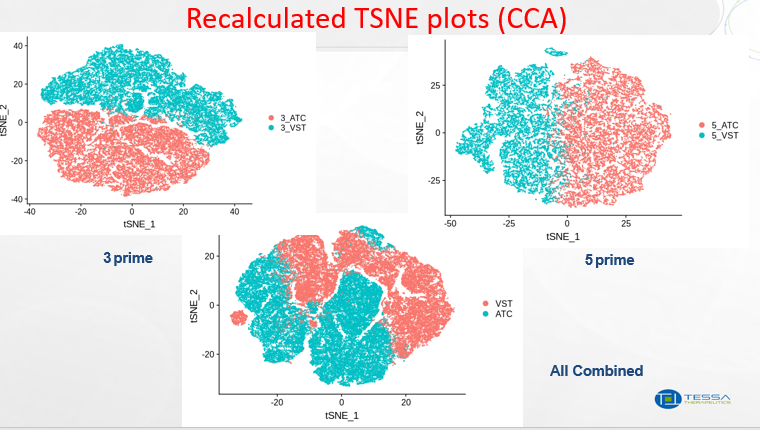 Recalculated TSNE plots (CCA)
40
20
0
-20
-40
tSNE_2
-40
-20
0
20
40
tSNE_1
3_ATC
3_VST
25
0
-25
tSNE_2
-50
-25
0
25
tSNE_1
5_ATC
5_VST
3 prime
5 prime
20
0
-20
tSNE_2
-20
0
20
tSNE_1
VST
ATC
All Combined
TESSA
THERAPEUTICS